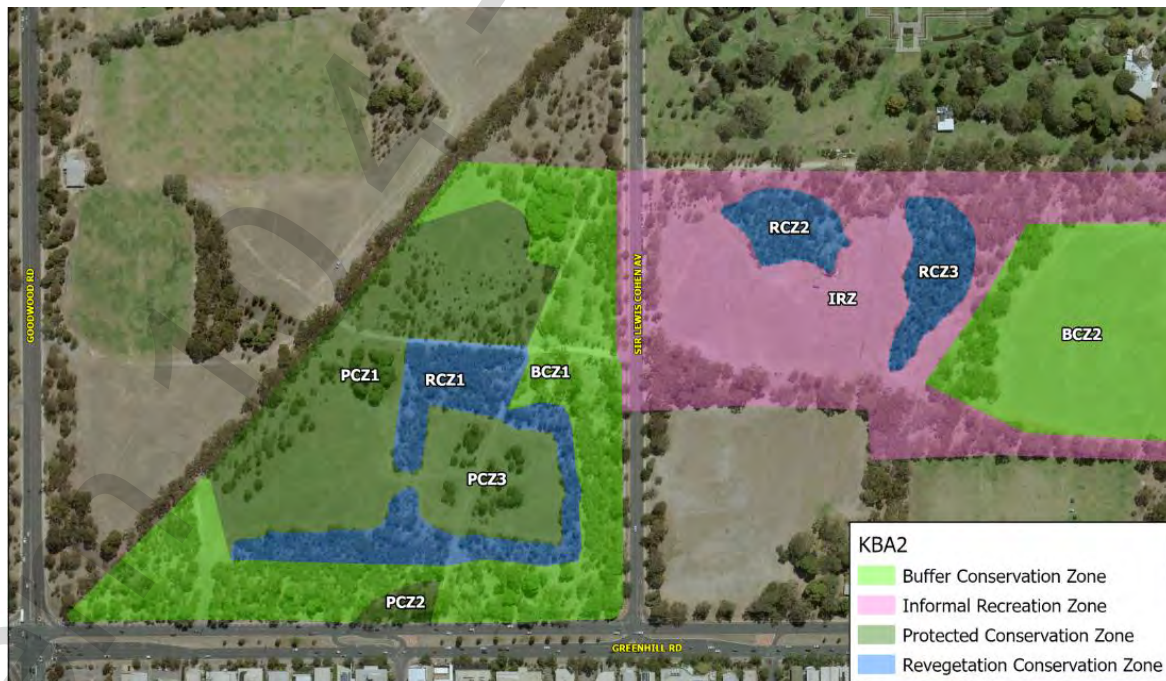 RCZ2
RCZ3
GOODWOOD RD
SIR LEWIS COHEN AV
IRZ
BCZ2
PCZ1
RCZ1
BCZ1
PCZ3
PCZ2
GREENHILL RD
KBA2
Buffer Conservation Zone
Informal Recreation Zone
Protected Conservation Zone
Revegetation Conservation Zone